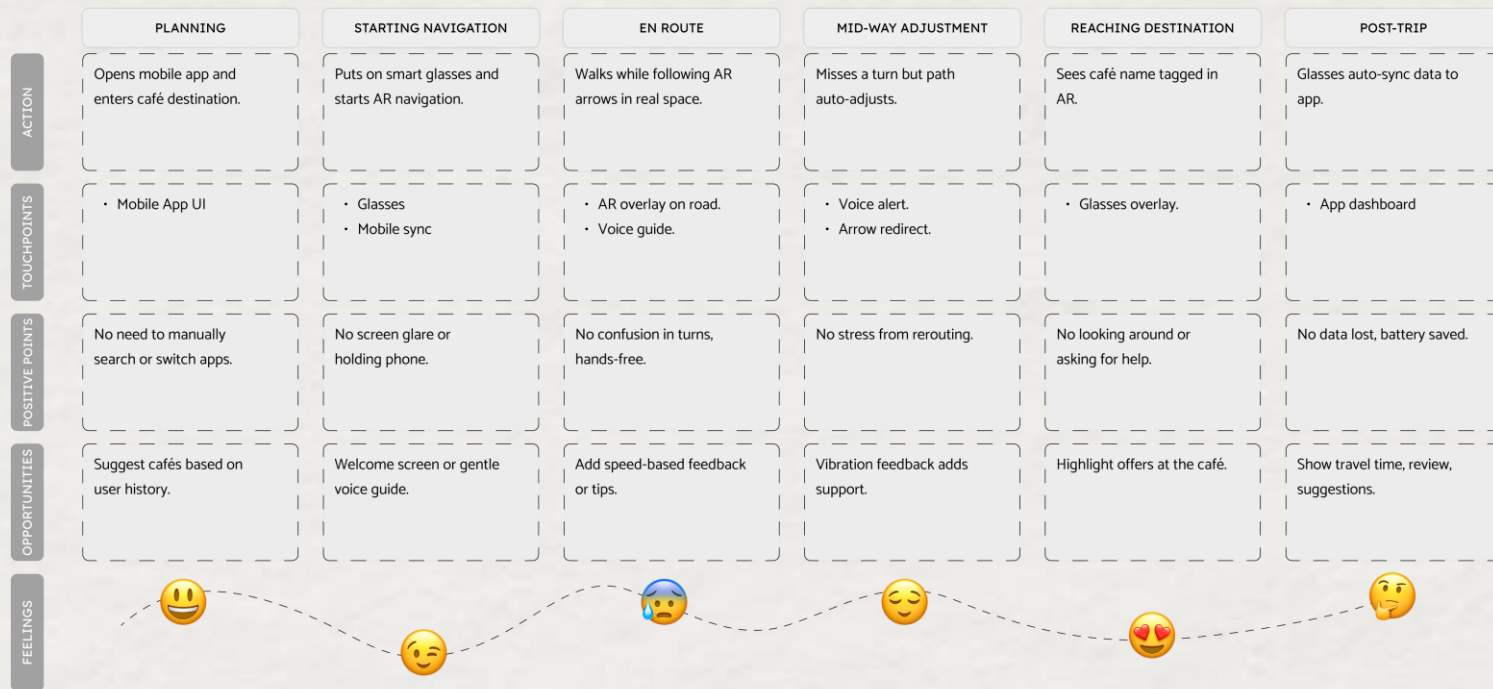 PLANNING
STARTING NAVIGATION
EN ROUTE
MID-WAY ADJUSTMENT
REACHING DESTINATION
POST-TRIP
ACTION
Opens mobile app and
enters café destination.
Puts on smart glasses and
starts AR navigation.
Walks while following AR
arrows in real space.
Misses a turn but path
auto-adjusts.
Sees café name tagged in
AR.
Glasses auto-sync data to
app.
TOUCHPOINTS
• Mobile App UI
• Glasses
• Mobile sync
• AR overlay on road.
• Voice guide.
• Voice alert.
• Arrow redirect.
• Glasses overlay.
• App dashboard
POSITIVE POINTS
No need to manually
search or switch apps.
No screen glare or
holding phone.
No confusion in turns,
hands-free.
No stress from rerouting.
No looking around or
asking for help.
No data lost, battery saved.
OPPORTUNITIES
Suggest cafés based on
user history.
Welcome screen or gentle
voice guide.
Add speed-based feedback
or tips.
Vibration feedback adds
support.
Highlight offers at the café.
Show travel time, review,
suggestions.
FEELINGS